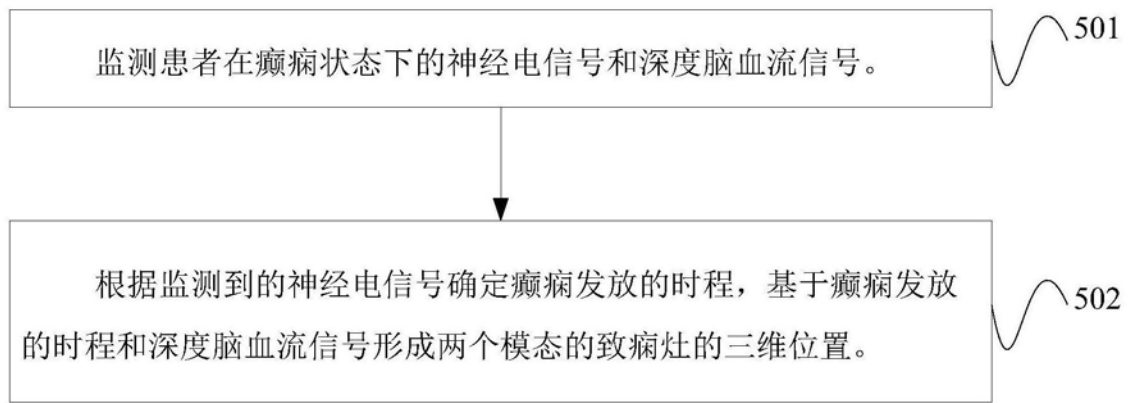 监测患者在癫痫状态下的神经电信号和深度脑血流信号。
501
根据监测到的神经电信号确定癫痫发放的时程，基于癫痫发放
的时程和深度脑血流信号形成两个模态的致痫灶的三维位置。
502